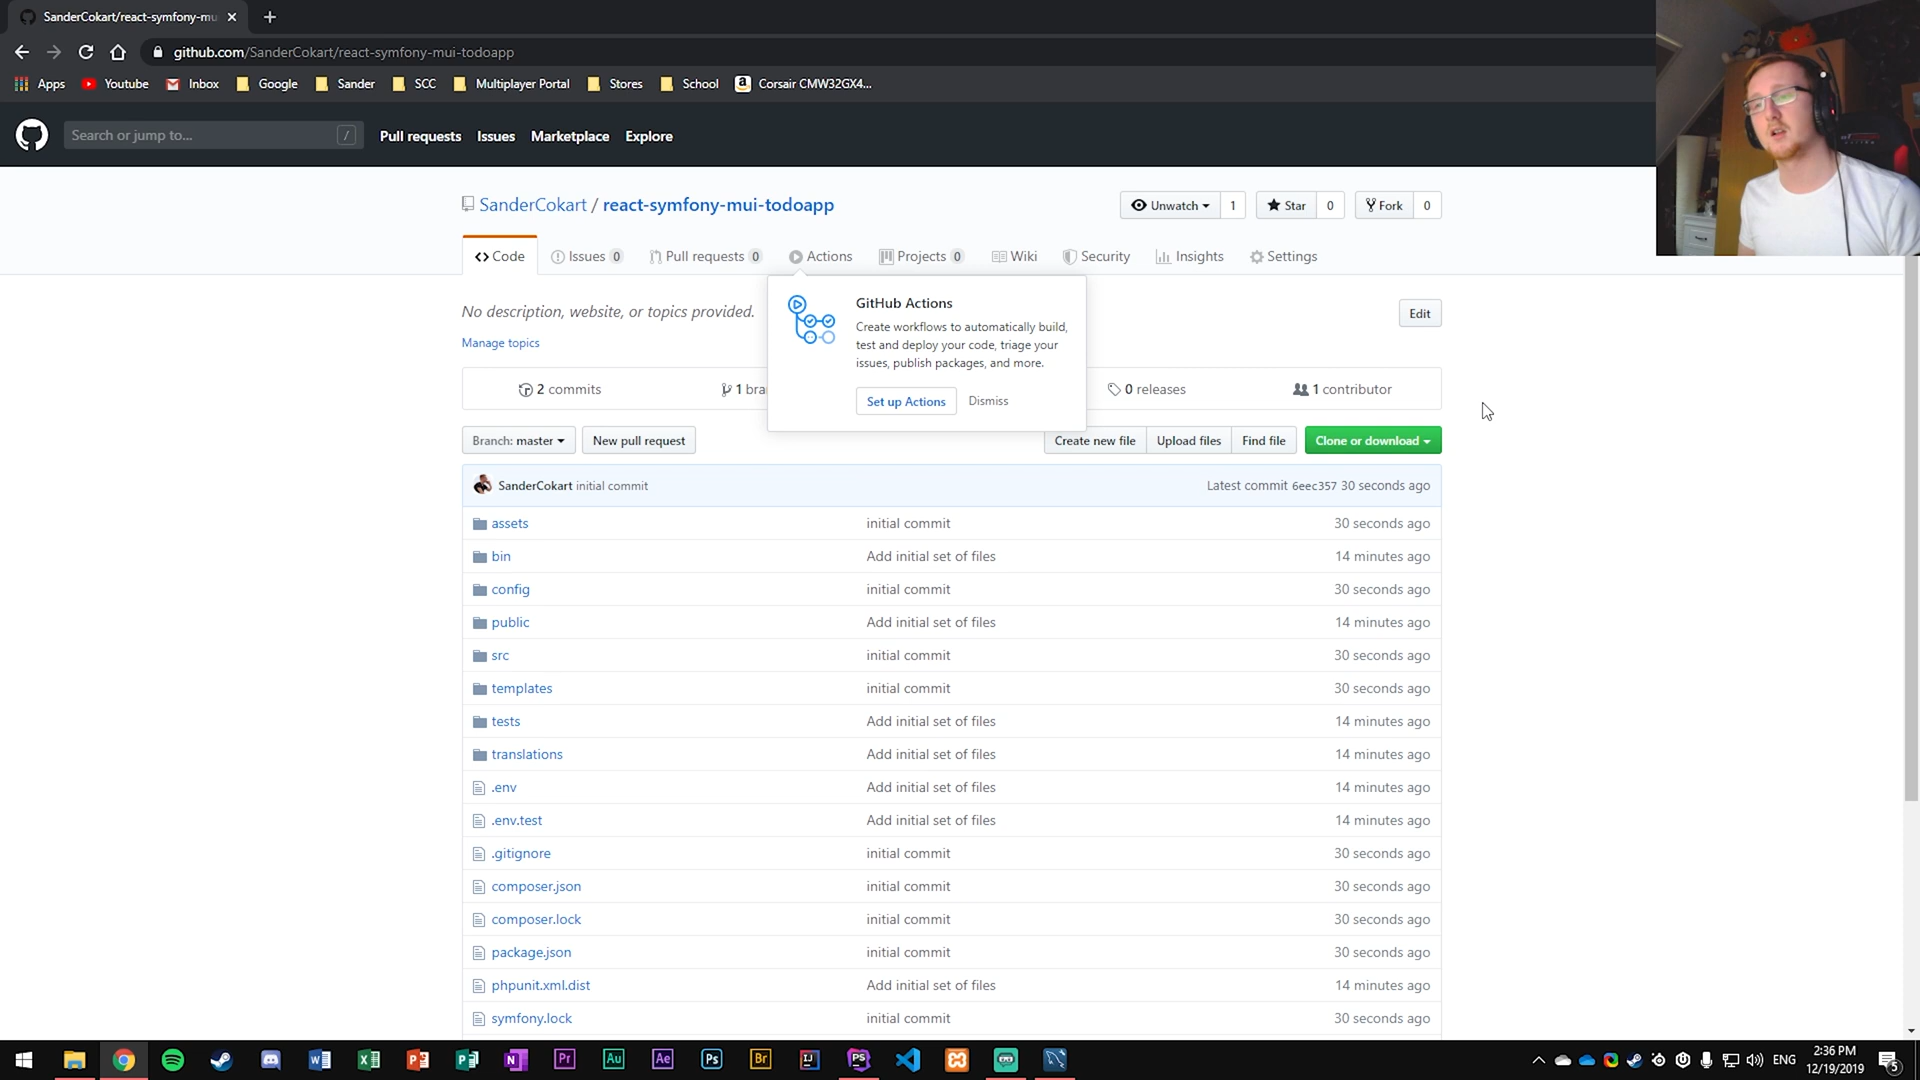 SanderCokart/react-symfony-mu
github.com/SanderCokart/react-symfony-mui-todoapp
Apps Youtube Inbox Google Sander SCC Multiplayer Portal Stores School Corsair CMW32GX4...
Search or jump to... / Pull requests Issues Marketplace Explore
SanderCokart / react-symfony-mui-todoapp Unwatch 1 Star 0 Fork 0
Code Issues 0 Pull requests 0 Actions Projects 0 Wiki Security Insights Settings
No description, website, or topics provided. Edit
Manage topics
GitHub Actions
Create workflows to automatically build,
test and deploy your code, triage your
issues, publish packages, and more.
Set up Actions Dismiss
2 commits 1 bra 0 releases 1 contributor
Branch: master New pull request Create new file Upload files Find file Clone or download
SanderCokart initial commit Latest commit 6eec357 30 seconds ago
assets initial commit 30 seconds ago
bin Add initial set of files 14 minutes ago
config initial commit 30 seconds ago
public Add initial set of files 14 minutes ago
src initial commit 30 seconds ago
templates initial commit 30 seconds ago
tests Add initial set of files 14 minutes ago
translations Add initial set of files 14 minutes ago
.env Add initial set of files 14 minutes ago
.env.test Add initial set of files 14 minutes ago
.gitignore initial commit 30 seconds ago
composer.json initial commit 30 seconds ago
composer.lock initial commit 30 seconds ago
package.json initial commit 30 seconds ago
phpunit.xml.dist Add initial set of files 14 minutes ago
symfony.lock initial commit 30 seconds ago
Pr Au Ae Ps Br IJ PS ENG 2:36 PM
12/19/2019 5